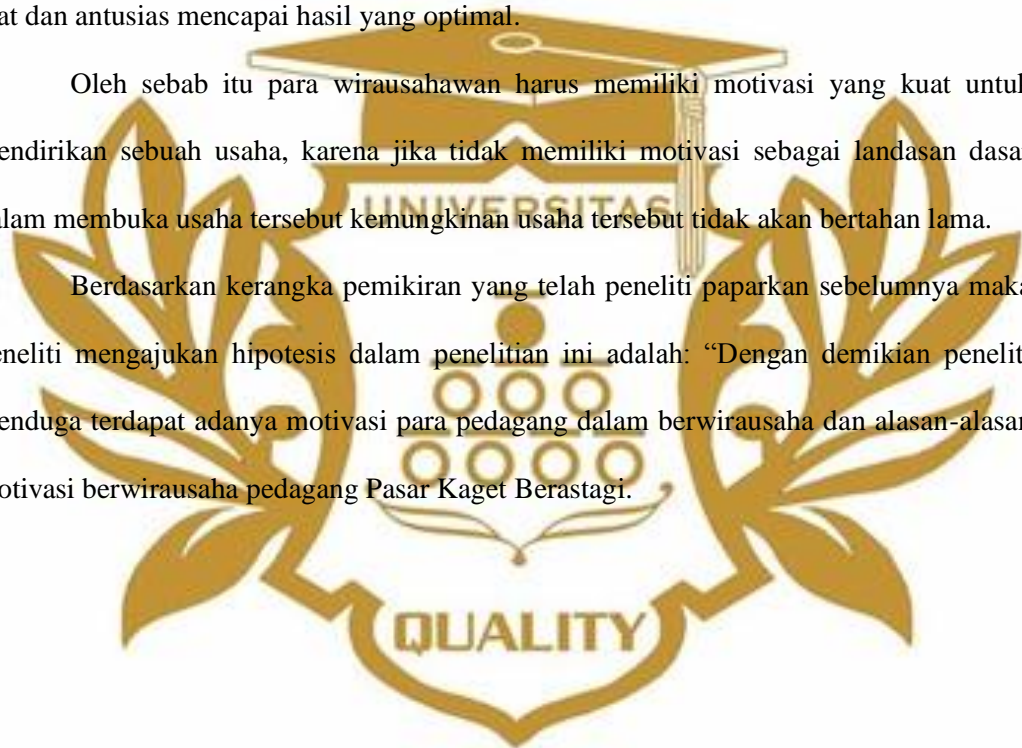 at dan antusias mencapai hasil yang optimal.
Oleh sebab itu para wirausahawan harus memiliki motivasi yang kuat untuk
endirikan sebuah usaha, karena jika tidak memiliki motivasi sebagai landasan dasa
alam membuka usaha tersebut kemungkinan usaha tersebut tidak akan bertahan lama.
UNIVERSITAS
Berdasarkan kerangka pemikiran yang telah peneliti paparkan sebelumnya maka
eneliti mengajukan hipotesis dalam penelitian ini adalah: “Dengan demikian penelit
enduga terdapat adanya motivasi para pedagang dalam berwirausaha dan alasan-alasan
otivasi berwirausaha pedagang Pasar Kaget Berastagi.
QUALITY